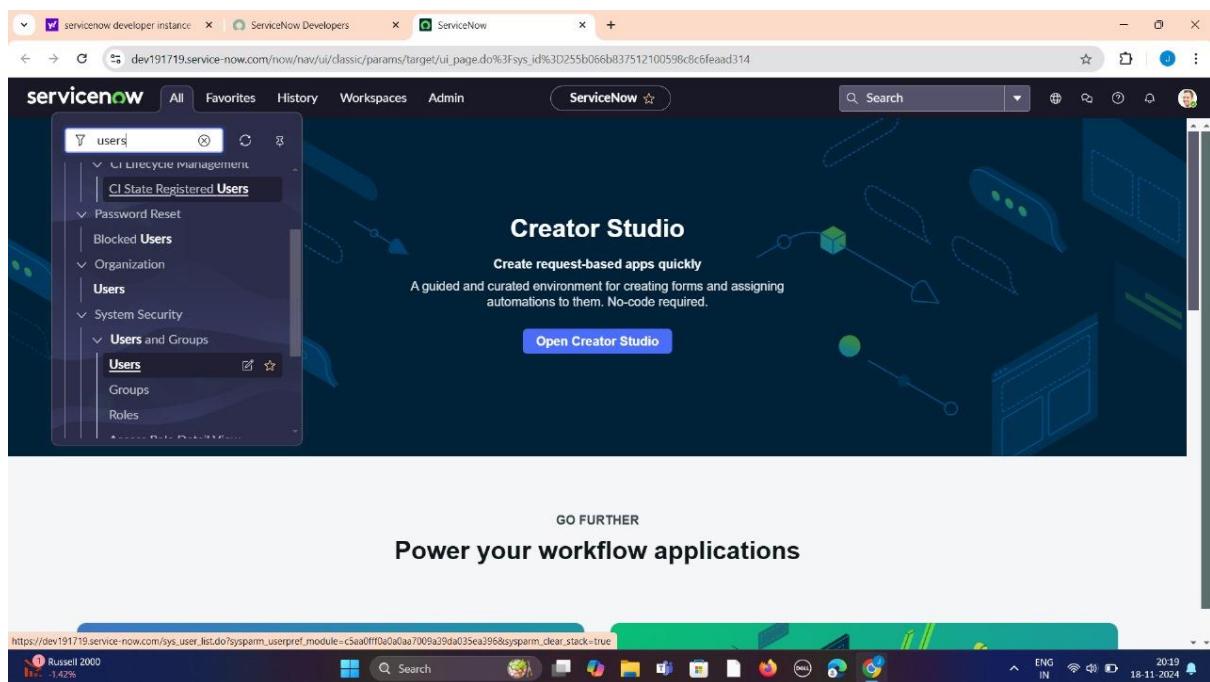 servicenow developer instance
ServiceNow Developers
ServiceNow
dev191719.service-now.com/now/nav/ui/classic/params/target/ui_page.do%3Fsys_id%3D255b066b837512100598c8c6feaad314
servicenow All Favorites History Workspaces Admin ServiceNow Search
users
CI Lifecycle Management
CI State Registered Users
Password Reset
Blocked Users
Organization
Users
System Security
Users and Groups
Users
Groups
Roles
Creator Studio
Create request-based apps quickly
A guided and curated environment for creating forms and assigning
automations to them. No-code required.
Open Creator Studio
GO FURTHER
Power your workflow applications
https://dev191719.service-now.com/sys_user_list.do?sysparm_userpref_module=c5aa0fff0a0a0aa7009a39da035ea396&sysparm_clear_stack=true
1 Russell 2000
-1.42%
Search
DELL
ENG
IN
20:19
18-11-2024